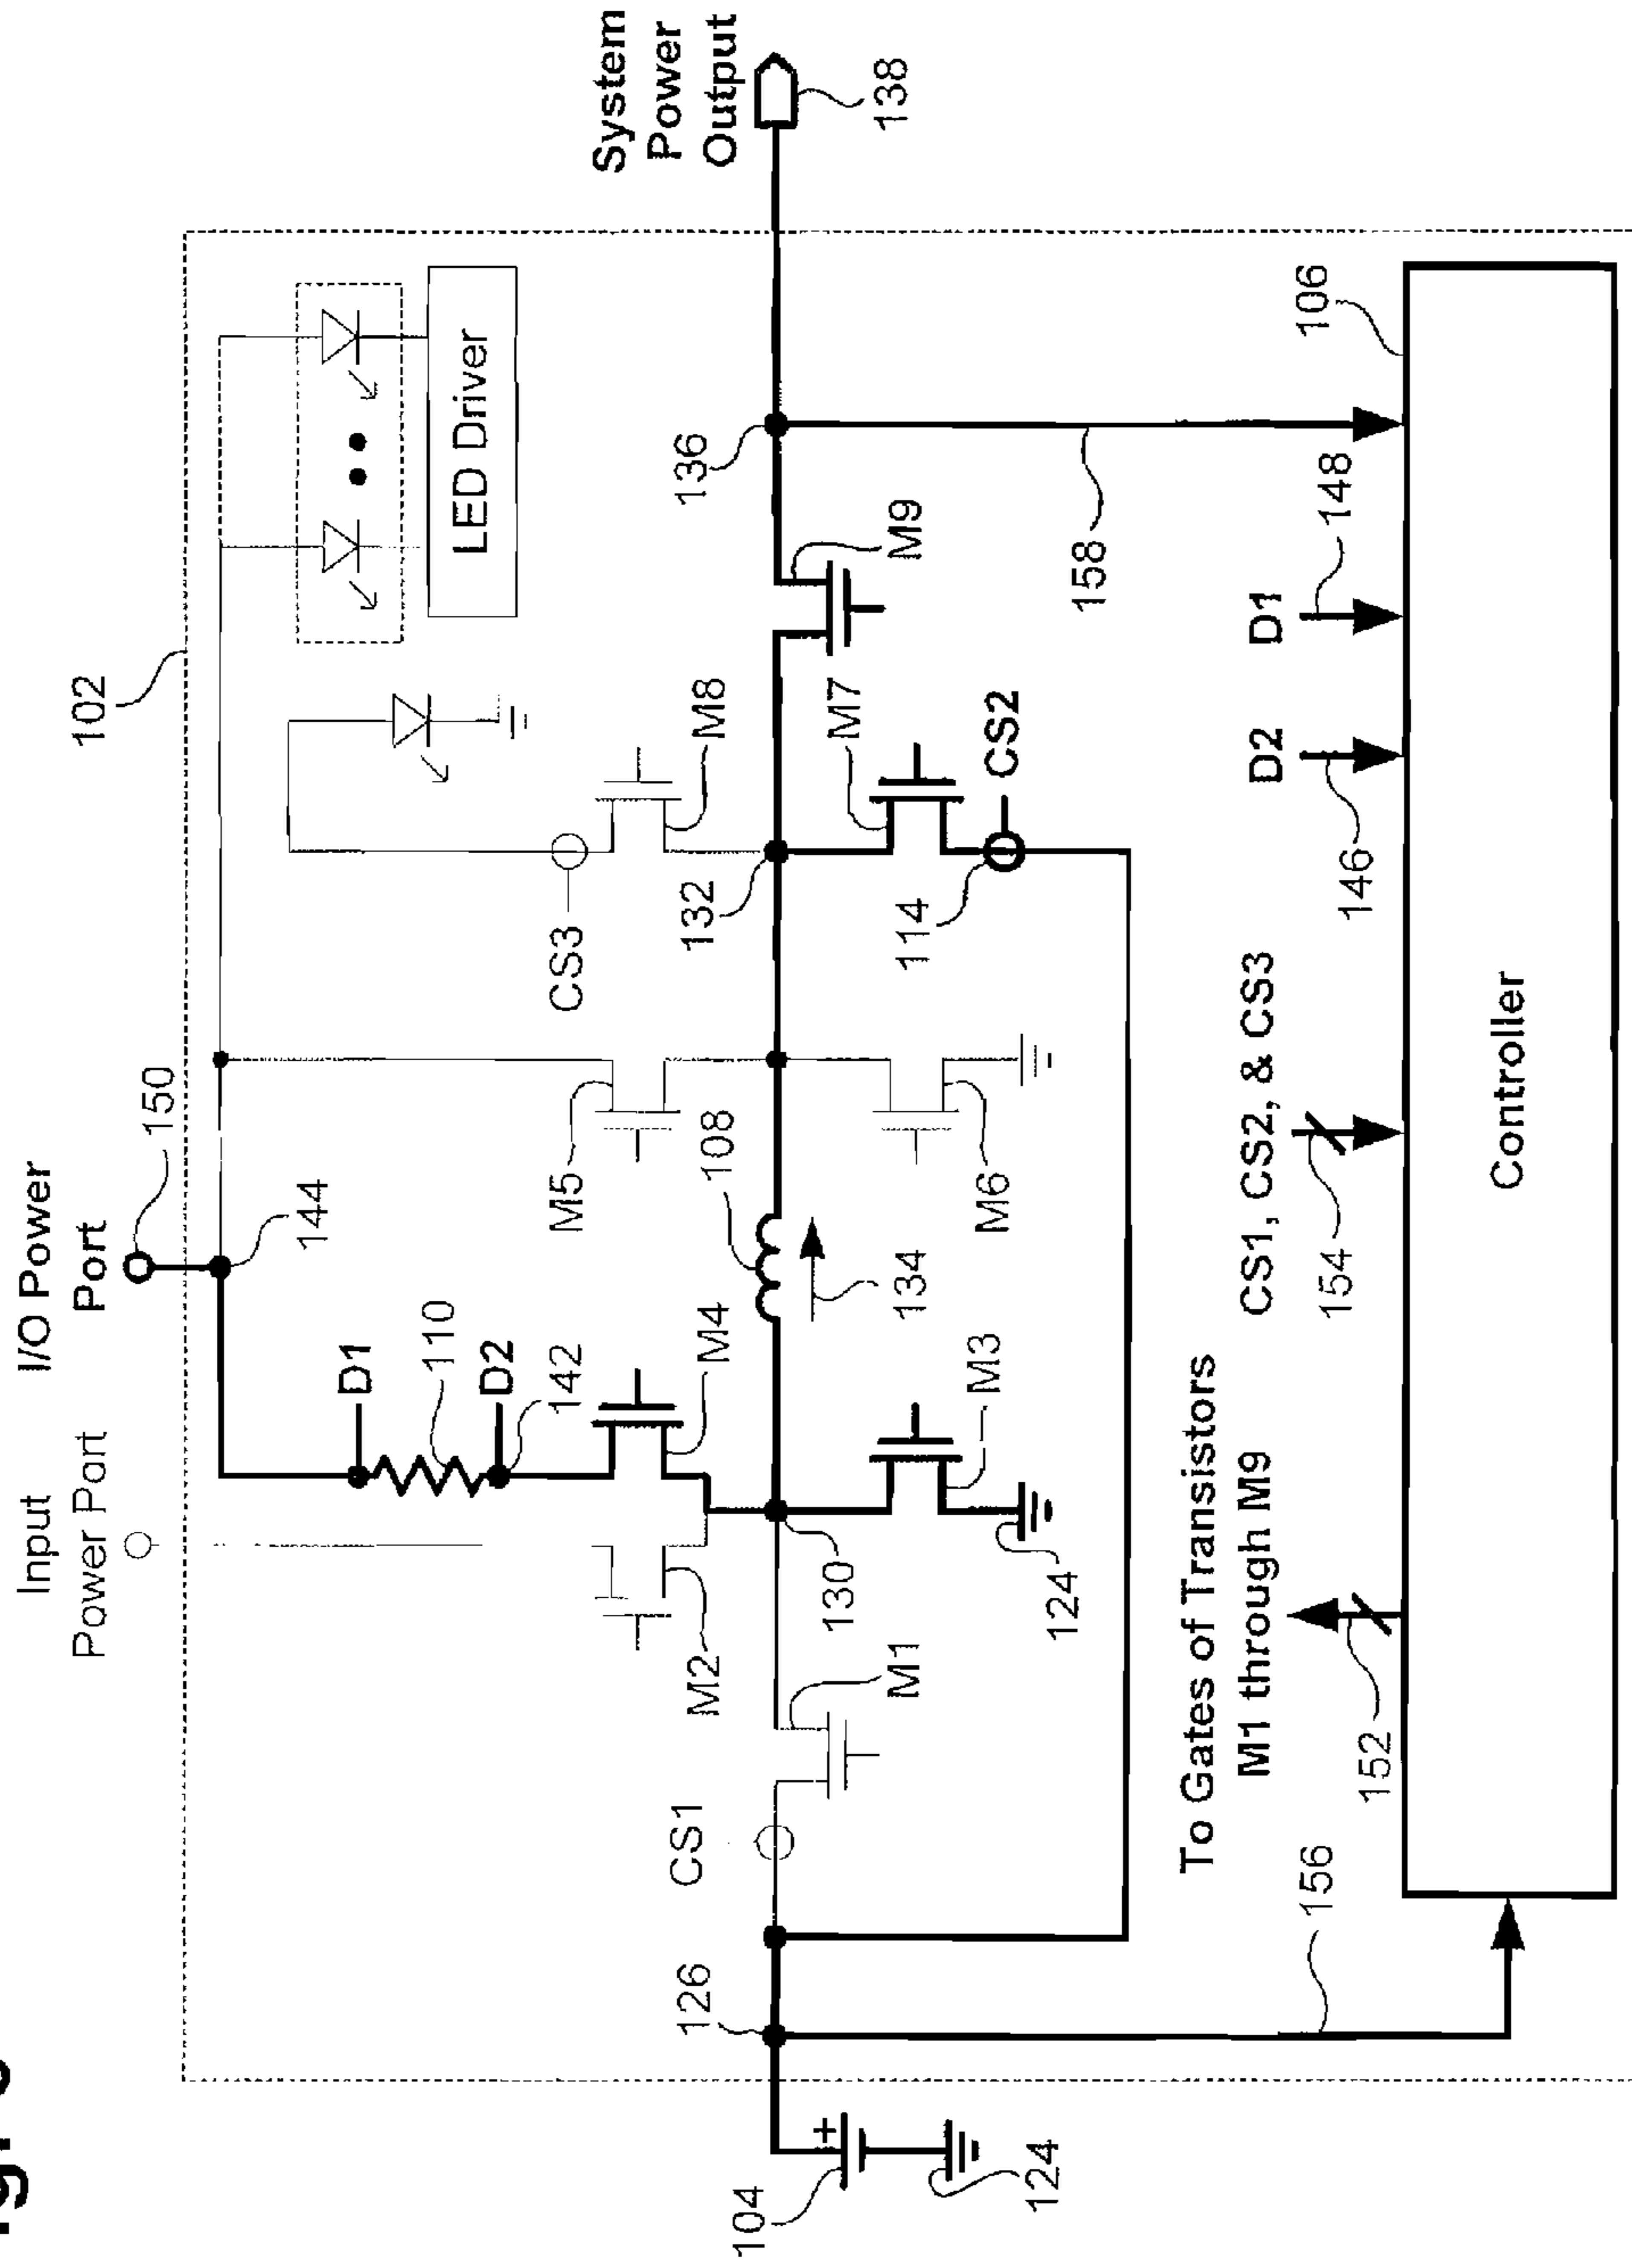 Input
Power Port
I/O Power
Port
150
102
144
D1
110
D2
142
M4
M2
M5
108
CS3
M8
LED Driver
System
Power
Output
138
136
M9
132
M7
CS2
114
134
M6
M3
130
124
M1
CS1
126
104
124
To Gates of Transistors
M1 through M9
152
156
CS1, CS2, & CS3
154
D2
146
D1
148
158
106
Controller